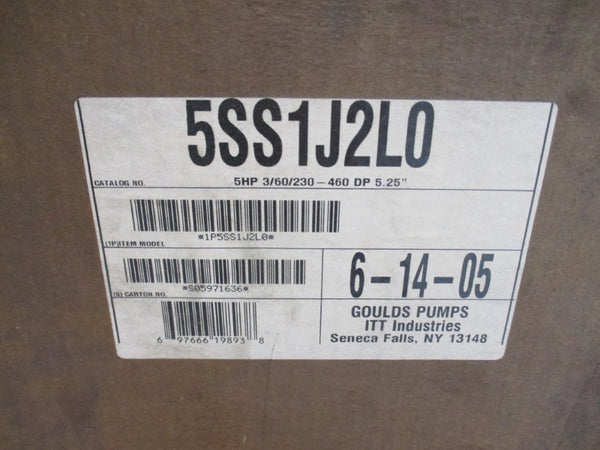 5SS1J2L0
CATALOG NO.
5HP 3/60/230-460 DP 5.25"
*1P5SS1J2L0*
(1P)ITEM MODEL
*S05971636*
(S) CARTON NO.
6-14-05
6 97666 19893 8
GOULDS PUMPS
ITT Industries
Seneca Falls, NY 13148